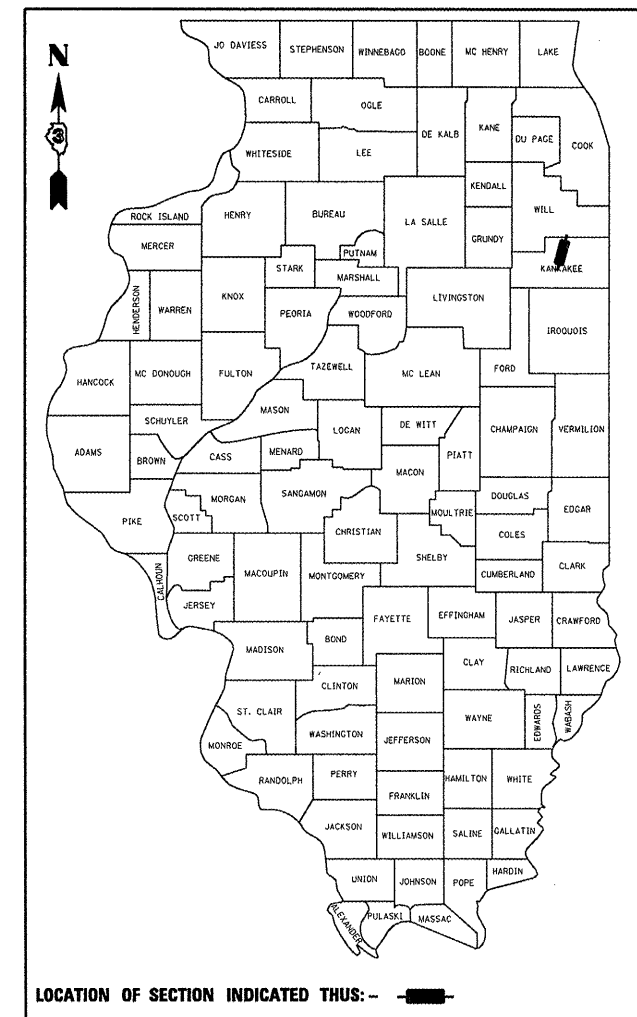 JO DAVIESS STEPHENSON WINNEBAGO BOONE MC HENRY LAKE
N
CARROLL OGLE
DE KALB KANE DU PAGE COOK
WHITESIDE LEE
KENDALL
WILL
ROCK ISLAND HENRY BUREAU LA SALLE
GRUNDY
MERCER PUTNAM
KANKAKEE
STARK MARSHALL
HENDERSON WARREN KNOX LIVINGSTON
PEORIA WOODFORD IROQUOIS
TAZEWELL FORD
HANCOCK MC DONOUGH FULTON MC LEAN
MASON
SCHUYLER LOGAN DE WITT CHAMPAIGN VERMILION
ADAMS BROWN CASS MENARD PIATT
MACON
MORGAN SANGAMON DOUGLAS
PIKE SCOTT MOULTRIE EDGAR
CHRISTIAN COLES
GREENE SHELBY
CALHOUN MACOUPIN MONTGOMERY CUMBERLAND CLARK
JERSEY
FAYETTE EFFINGHAM JASPER CRAWFORD
BOND
MADISON CLAY
RICHLAND LAWRENCE
CLINTON MARION
ST. CLAIR WAYNE EDWARDS WABASH
WASHINGTON JEFFERSON
MONROE
RANDOLPH PERRY HAMILTON WHITE
FRANKLIN
JACKSON WILLIAMSON SALINE GALLATIN
UNION JOHNSON POPE HARDIN
ALEXANDER PULASKI MASSAC
LOCATION OF SECTION INDICATED THUS:-